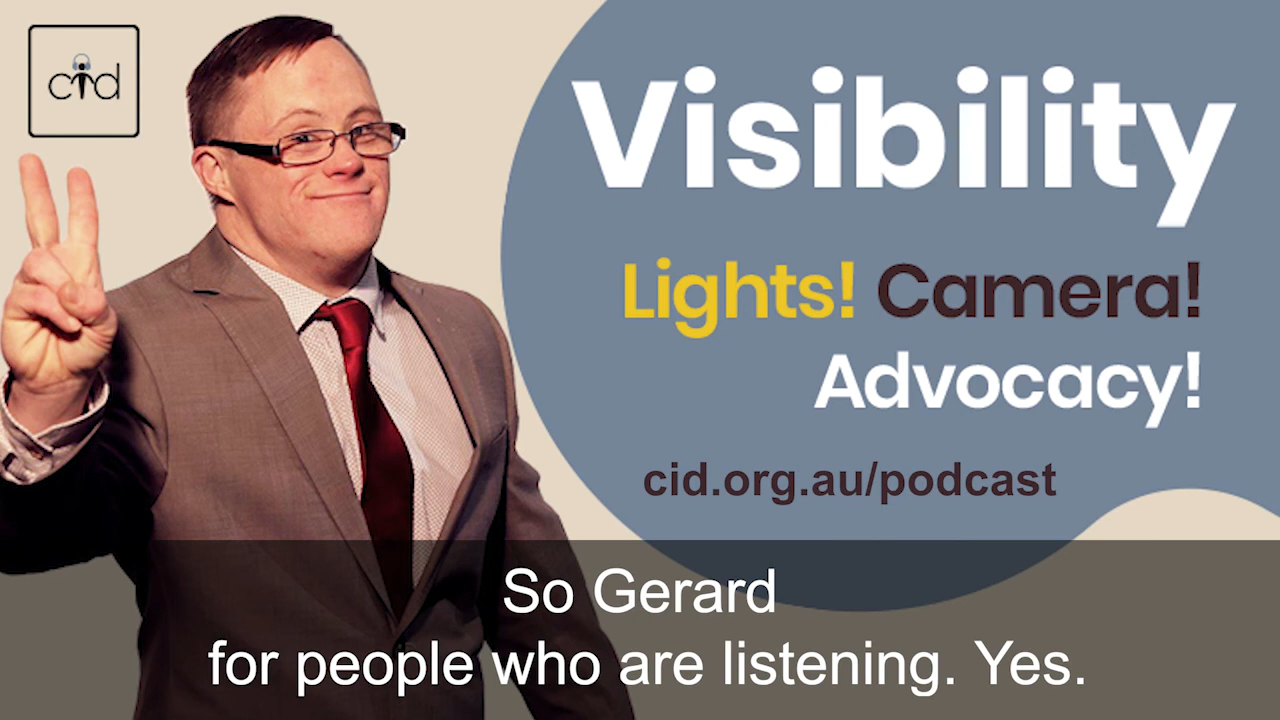 cid
Visibility
Lights! Camera!
Advocacy!
cid.org.au/podcast
So Gerard
for people who are listening. Yes.